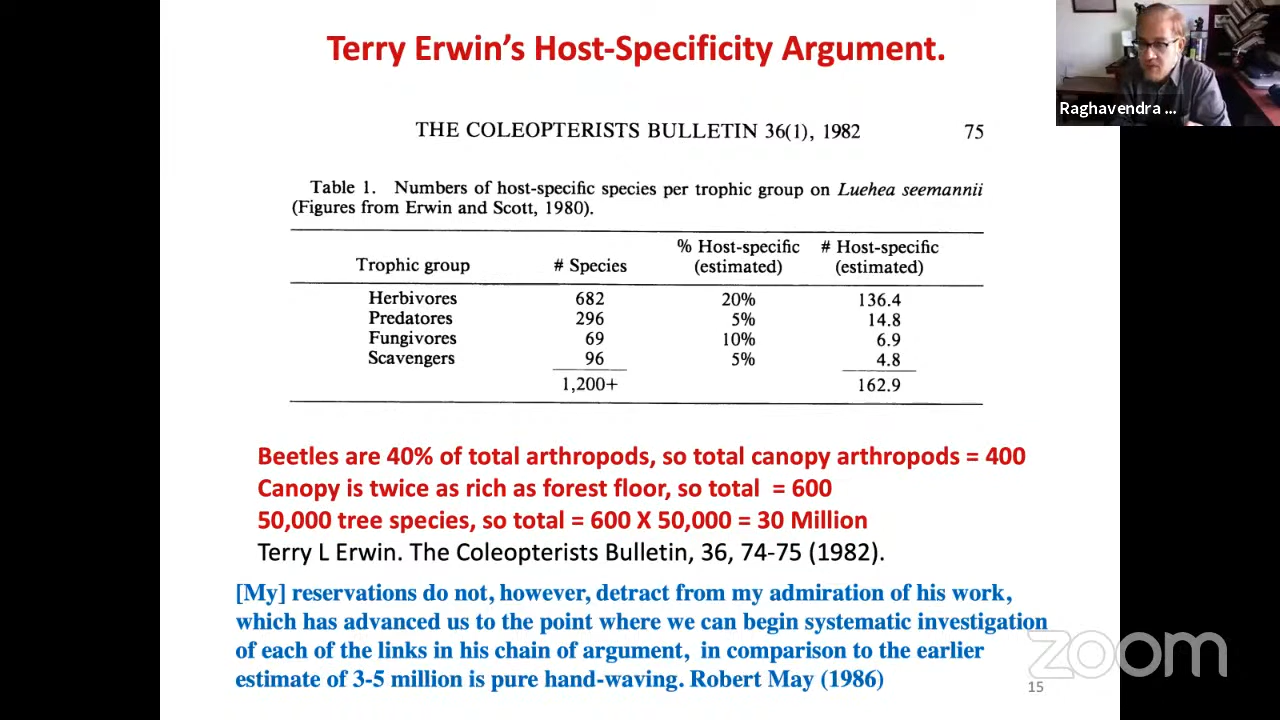 Terry Erwin’s Host-Specificity Argument.
Raghavendra ...
THE COLEOPTERISTS BULLETIN 36(1), 1982 75
Table 1. Numbers of host-specific species per trophic group on Luehea seemannii
(Figures from Erwin and Scott, 1980).
Trophic group # Species % Host-specific (estimated) # Host-specific (estimated)
Herbivores 682 20% 136.4
Predatores 296 5% 14.8
Fungivores 69 10% 6.9
Scavengers 96 5% 4.8
1,200+ 162.9
Beetles are 40% of total arthropods, so total canopy arthropods = 400
Canopy is twice as rich as forest floor, so total = 600
50,000 tree species, so total = 600 X 50,000 = 30 Million
Terry L Erwin. The Coleopterists Bulletin, 36, 74-75 (1982).
[My] reservations do not, however, detract from my admiration of his work,
which has advanced us to the point where we can begin systematic investigation
of each of the links in his chain of argument, in comparison to the earlier
estimate of 3-5 million is pure hand-waving. Robert May (1986)
zoom
15